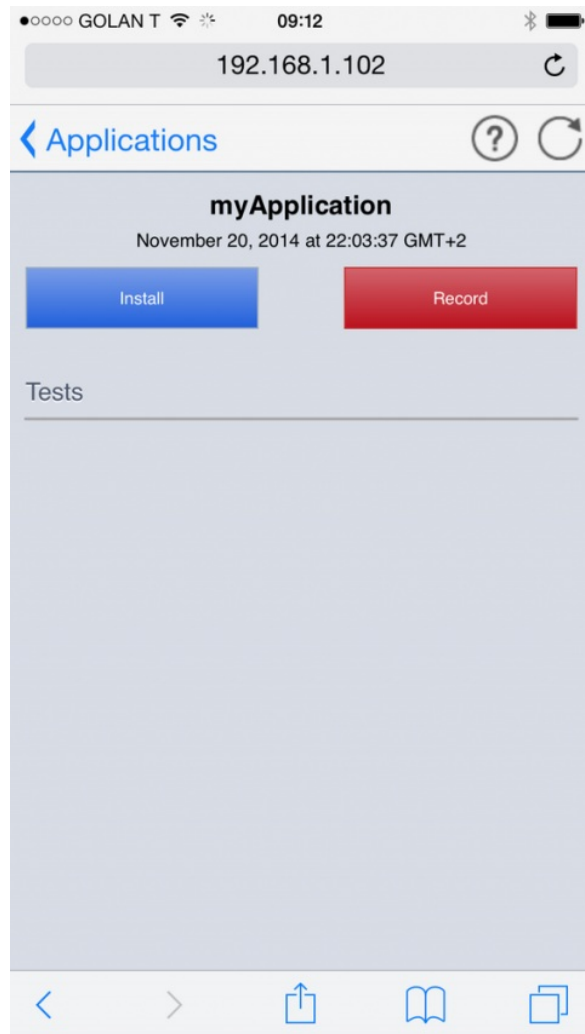 GOLAN T 09:12
192.168.1.102
Applications ?
myApplication
November 20, 2014 at 22:03:37 GMT+2
Install Record
Tests